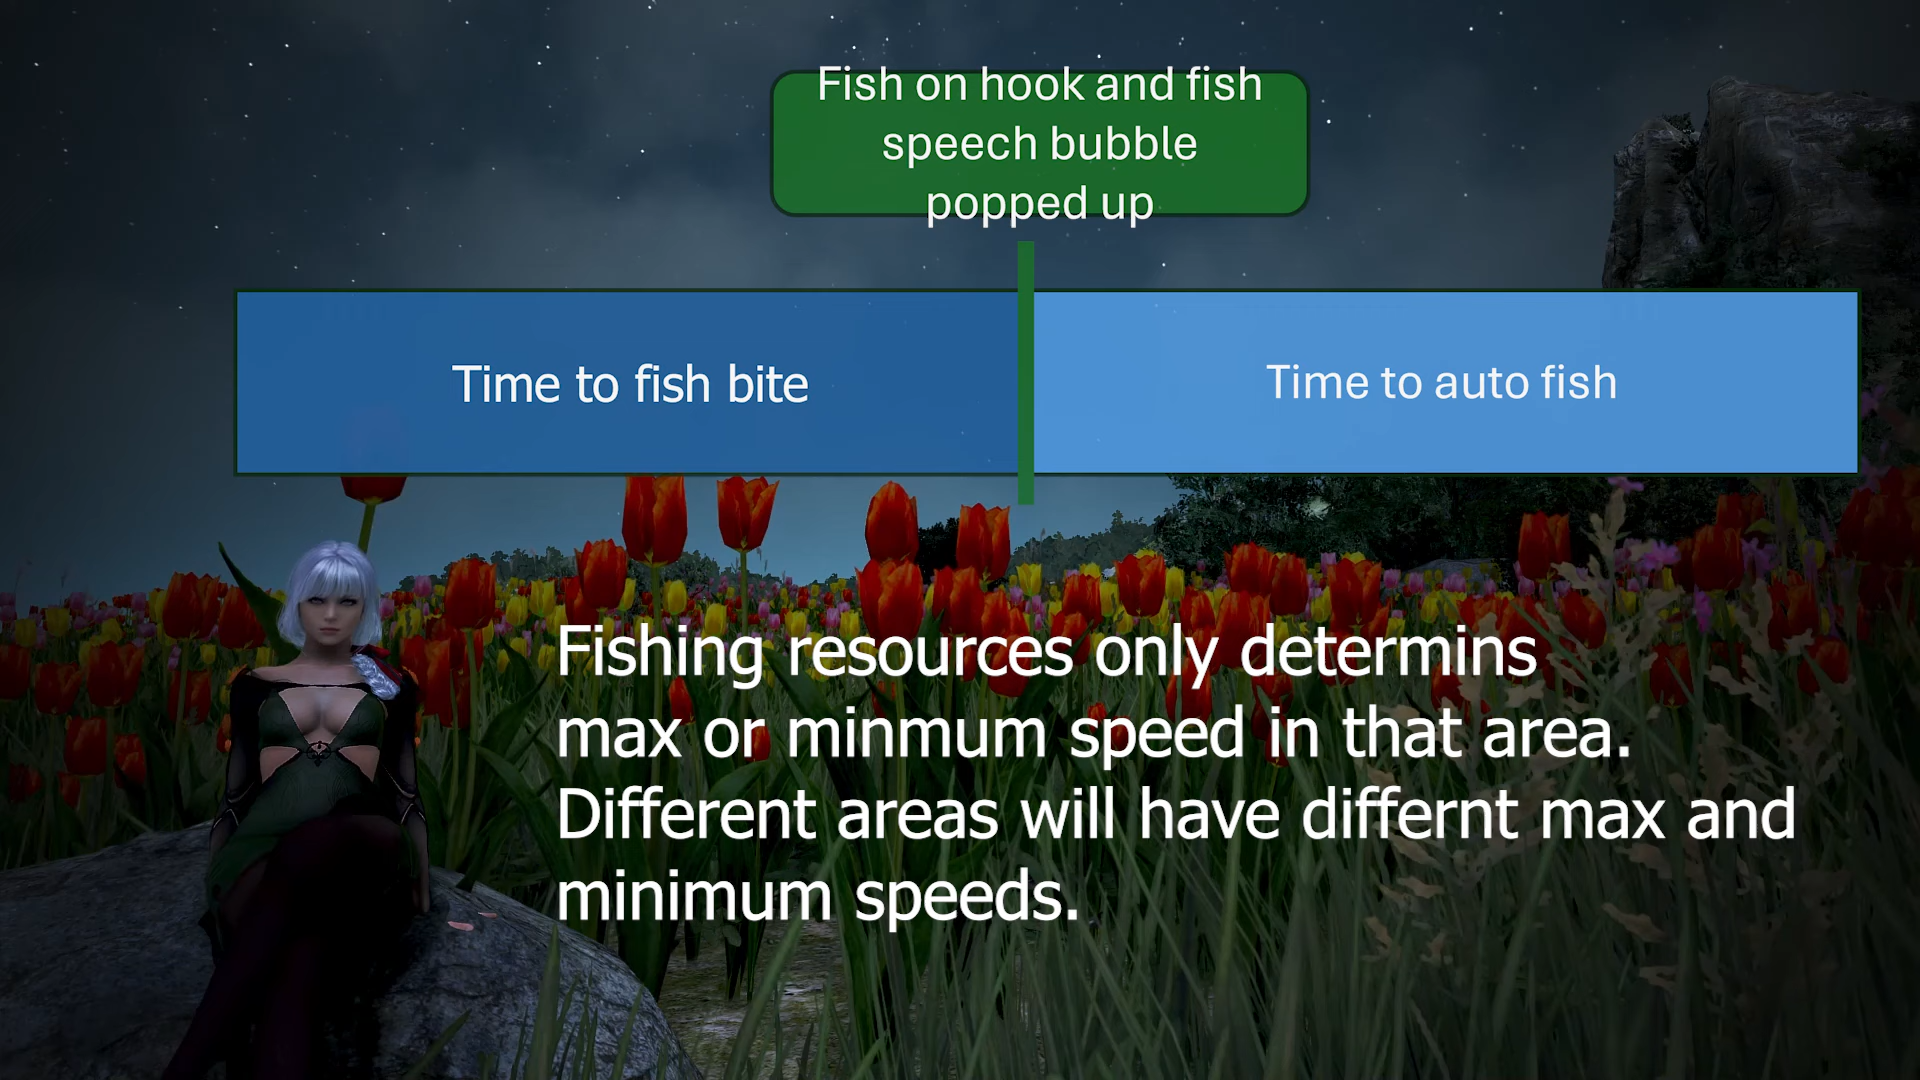 Fish on hook and fish
speech bubble
popped up
Time to fish bite
Time to auto fish
Fishing resources only determins
max or minmum speed in that area.
Different areas will have differnt max and
minimum speeds.